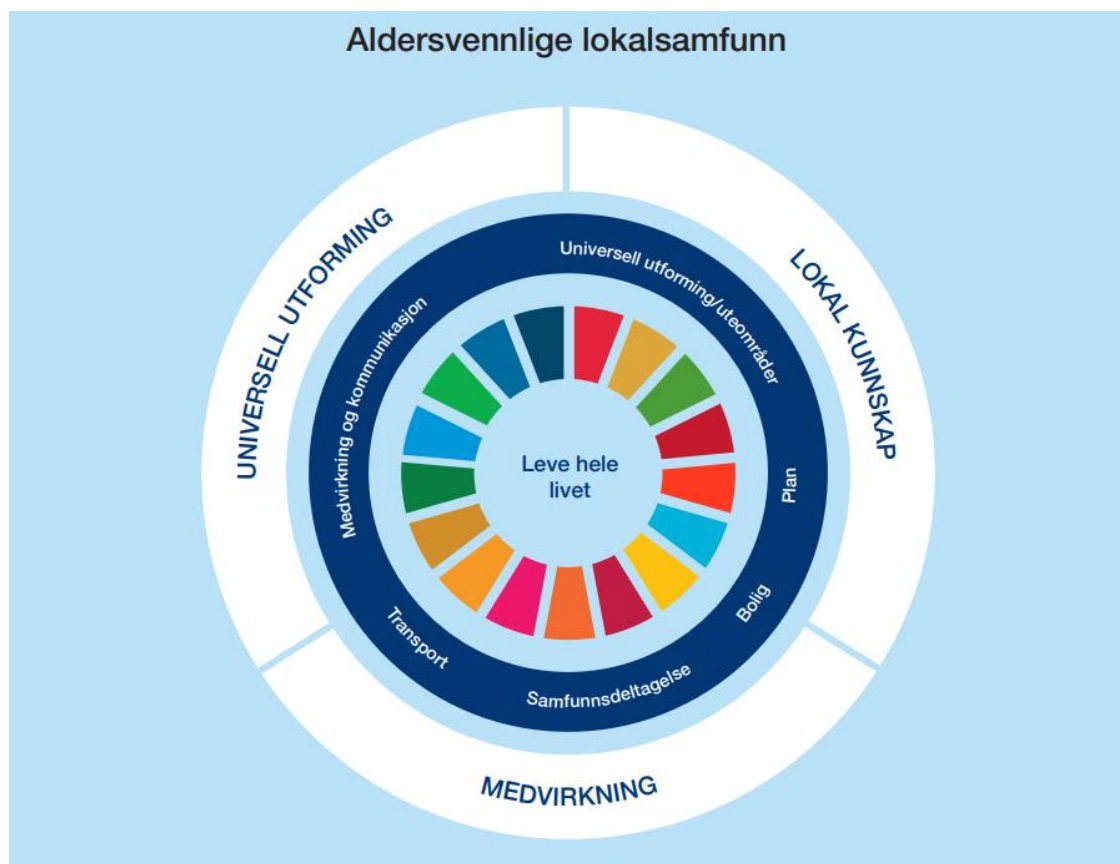 Aldersvennlige lokalsamfunn
UNIVERSELL UTFORMING
LOKAL KUNNSKAP
MEDVIRKNING
Universell utforming/uteområder
Plan
Bolig
Samfunnsdeltagelse
Transport
Medvirkning og kommunikasjon
Leve hele
livet